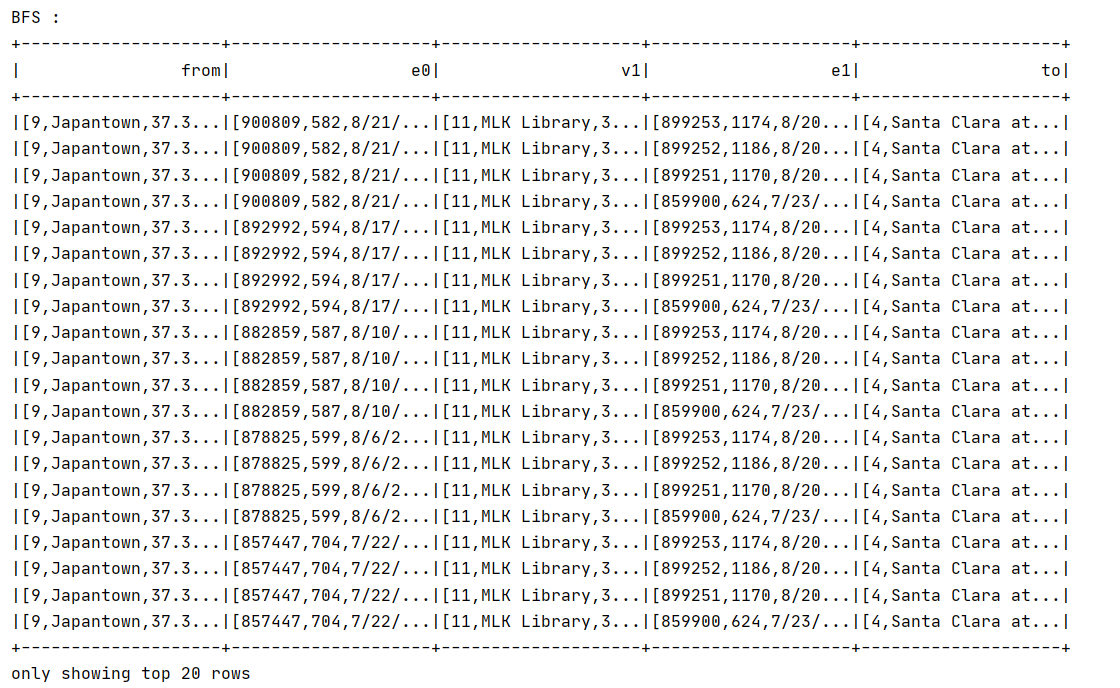 BFS :
+--------------------+--------------------+--------------------+--------------------+--------------------+
|                from|                  e0|                  v1|                  e1|                  to|
+--------------------+--------------------+--------------------+--------------------+--------------------+
|[9,Japantown,37.3...|[900809,582,8/21/...|[11,MLK Library,3...|[899253,1174,8/20...|[4,Santa Clara at...|
|[9,Japantown,37.3...|[900809,582,8/21/...|[11,MLK Library,3...|[899252,1186,8/20...|[4,Santa Clara at...|
|[9,Japantown,37.3...|[900809,582,8/21/...|[11,MLK Library,3...|[899251,1170,8/20...|[4,Santa Clara at...|
|[9,Japantown,37.3...|[900809,582,8/21/...|[11,MLK Library,3...|[859900,624,7/23/...|[4,Santa Clara at...|
|[9,Japantown,37.3...|[892992,594,8/17/...|[11,MLK Library,3...|[899253,1174,8/20...|[4,Santa Clara at...|
|[9,Japantown,37.3...|[892992,594,8/17/...|[11,MLK Library,3...|[899252,1186,8/20...|[4,Santa Clara at...|
|[9,Japantown,37.3...|[892992,594,8/17/...|[11,MLK Library,3...|[899251,1170,8/20...|[4,Santa Clara at...|
|[9,Japantown,37.3...|[892992,594,8/17/...|[11,MLK Library,3...|[859900,624,7/23/...|[4,Santa Clara at...|
|[9,Japantown,37.3...|[882859,587,8/10/...|[11,MLK Library,3...|[899253,1174,8/20...|[4,Santa Clara at...|
|[9,Japantown,37.3...|[882859,587,8/10/...|[11,MLK Library,3...|[899252,1186,8/20...|[4,Santa Clara at...|
|[9,Japantown,37.3...|[882859,587,8/10/...|[11,MLK Library,3...|[899251,1170,8/20...|[4,Santa Clara at...|
|[9,Japantown,37.3...|[882859,587,8/10/...|[11,MLK Library,3...|[859900,624,7/23/...|[4,Santa Clara at...|
|[9,Japantown,37.3...|[878825,599,8/6/2...|[11,MLK Library,3...|[899253,1174,8/20...|[4,Santa Clara at...|
|[9,Japantown,37.3...|[878825,599,8/6/2...|[11,MLK Library,3...|[899252,1186,8/20...|[4,Santa Clara at...|
|[9,Japantown,37.3...|[878825,599,8/6/2...|[11,MLK Library,3...|[899251,1170,8/20...|[4,Santa Clara at...|
|[9,Japantown,37.3...|[878825,599,8/6/2...|[11,MLK Library,3...|[859900,624,7/23/...|[4,Santa Clara at...|
|[9,Japantown,37.3...|[857447,704,7/22/...|[11,MLK Library,3...|[899253,1174,8/20...|[4,Santa Clara at...|
|[9,Japantown,37.3...|[857447,704,7/22/...|[11,MLK Library,3...|[899252,1186,8/20...|[4,Santa Clara at...|
|[9,Japantown,37.3...|[857447,704,7/22/...|[11,MLK Library,3...|[899251,1170,8/20...|[4,Santa Clara at...|
|[9,Japantown,37.3...|[857447,704,7/22/...|[11,MLK Library,3...|[859900,624,7/23/...|[4,Santa Clara at...|
+--------------------+--------------------+--------------------+--------------------+--------------------+
only showing top 20 rows